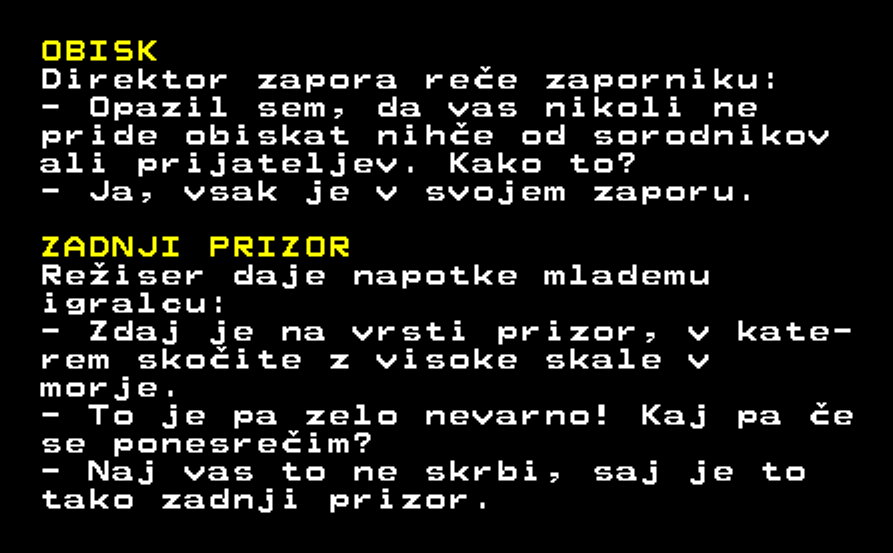 OBISK
Direktor zapora reče zaporniku:
- Opazil sem, da vas nikoli ne
pride obiskat nihče od sorodnikov
ali prijateljev. Kako to?
- Ja, vsak je v svojem zaporu.
ZADNJI PRIZOR
Režiser daje napotke mlademu
igralcu:
- Zdaj je na vrsti prizor, v kate-
rem skočite z visoke skale v
morje.
- To je pa zelo nevarno! Kaj pa če
se ponesrečim?
- Naj vas to ne skrbi, saj je to
tako zadnji prizor.